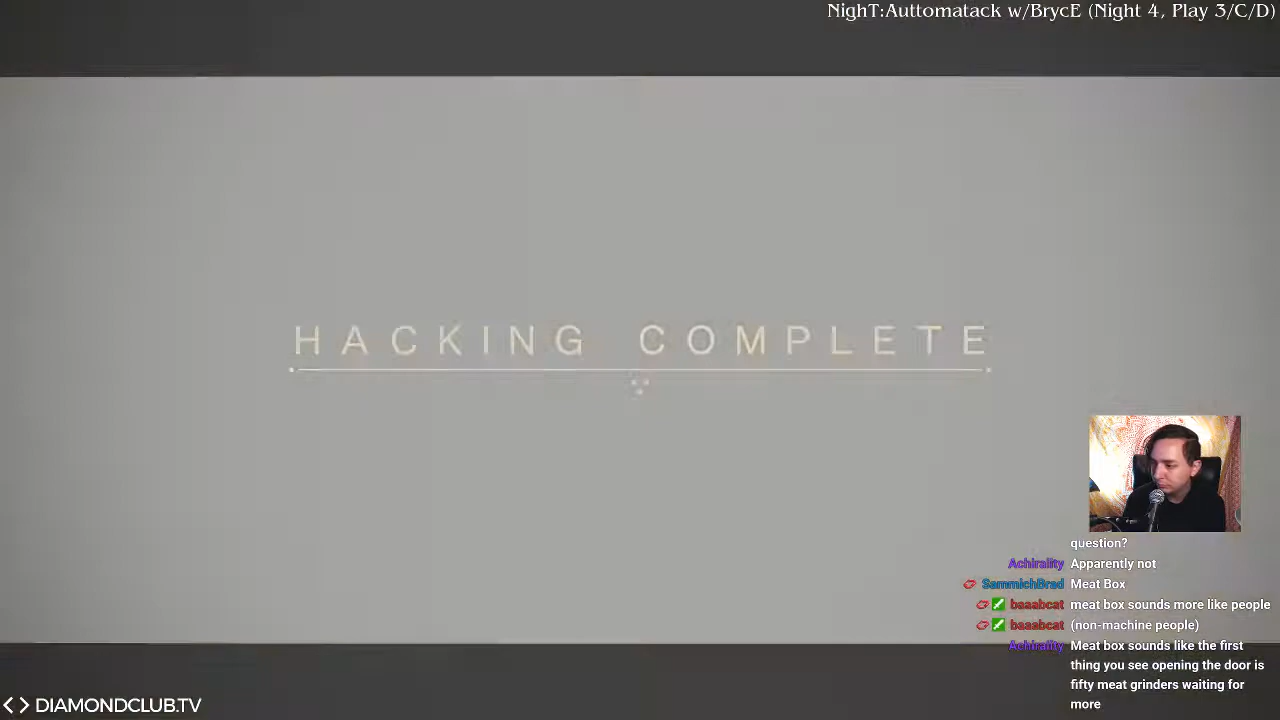 NighT:Auttomatack w/BrycE (Night 4, Play 3/C/D)
HACKING COMPLETE
question?
Achirality Apparently not
SammichBrad Meat Box
baaabcat meat box sounds more like people
baaabcat (non-machine people)
Achirality Meat box sounds like the first
thing you see opening the door is
fifty meat grinders waiting for
more
DIAMONDCLUB.TV